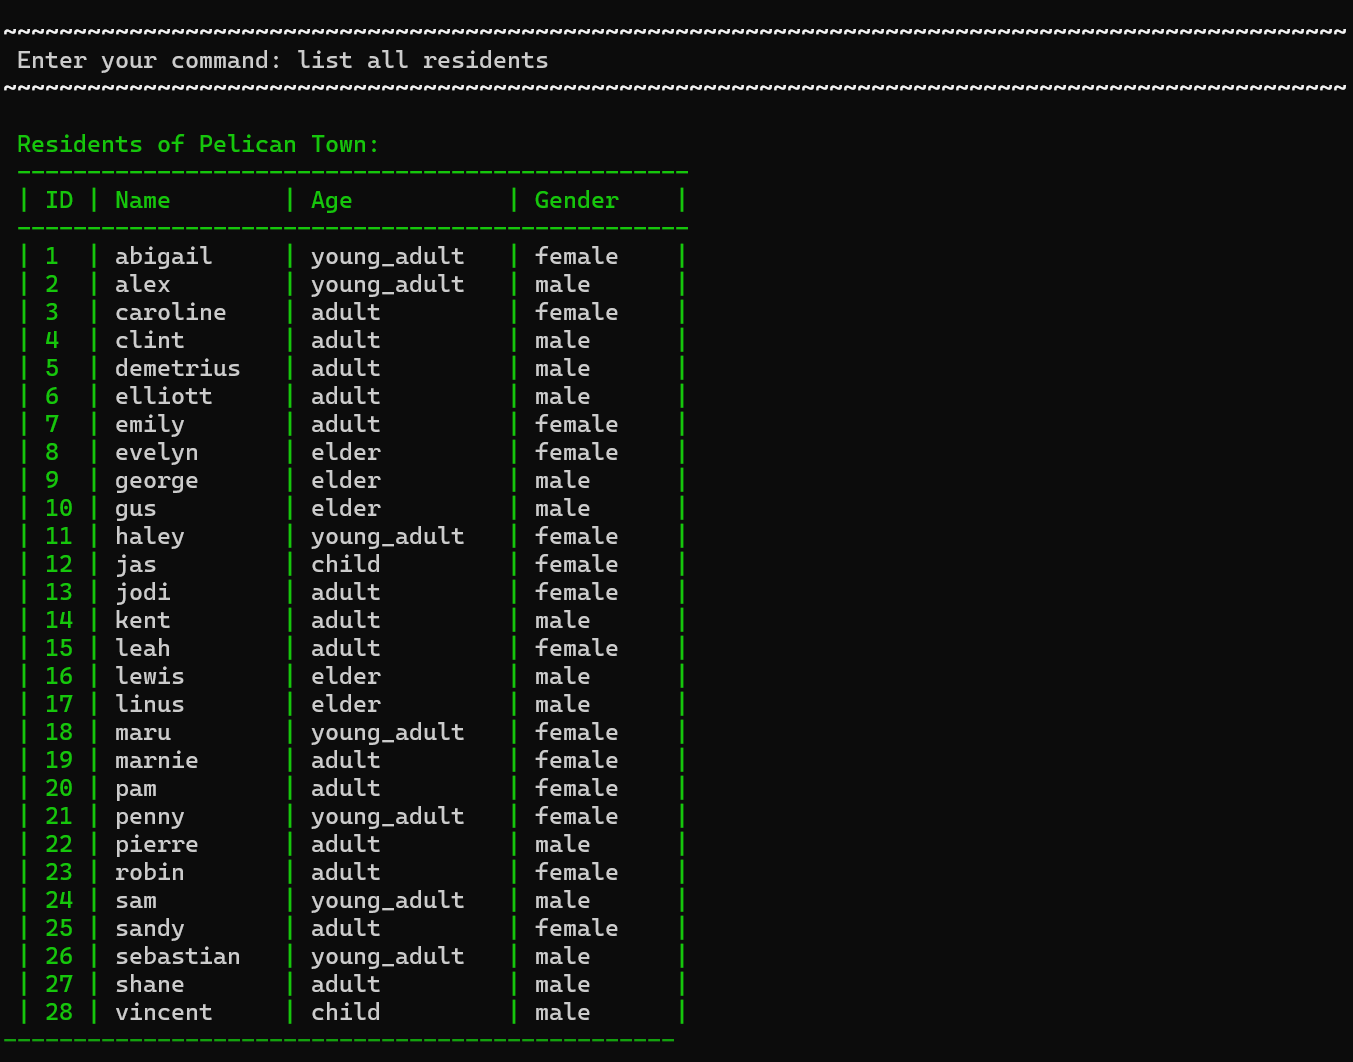 ~~~~~~~~~~~~~~~~~~~~~~~~~~~~~~~~~~~~~~~~~~~~~~~~~~~~~~~~~~~~~~~~~~~~~~~~~~~~~~~~~~~~~~~~~~~~~~~~
Enter your command: list all residents
~~~~~~~~~~~~~~~~~~~~~~~~~~~~~~~~~~~~~~~~~~~~~~~~~~~~~~~~~~~~~~~~~~~~~~~~~~~~~~~~~~~~~~~~~~~~~~~~
Residents of Pelican Town:
------------------------------------------------
| ID | Name        | Age           | Gender    |
------------------------------------------------
| 1  | abigail     | young_adult   | female    |
| 2  | alex        | young_adult   | male      |
| 3  | caroline    | adult         | female    |
| 4  | clint       | adult         | male      |
| 5  | demetrius   | adult         | male      |
| 6  | elliott     | adult         | male      |
| 7  | emily       | adult         | female    |
| 8  | evelyn      | elder         | female    |
| 9  | george      | elder         | male      |
| 10 | gus         | elder         | male      |
| 11 | haley       | young_adult   | female    |
| 12 | jas         | child         | female    |
| 13 | jodi        | adult         | female    |
| 14 | kent        | adult         | male      |
| 15 | leah        | adult         | female    |
| 16 | lewis       | elder         | male      |
| 17 | linus       | elder         | male      |
| 18 | maru        | young_adult   | female    |
| 19 | marnie      | adult         | female    |
| 20 | pam         | adult         | female    |
| 21 | penny       | young_adult   | female    |
| 22 | pierre      | adult         | male      |
| 23 | robin       | adult         | female    |
| 24 | sam         | young_adult   | male      |
| 25 | sandy       | adult         | female    |
| 26 | sebastian   | young_adult   | male      |
| 27 | shane       | adult         | male      |
| 28 | vincent     | child         | male      |
------------------------------------------------